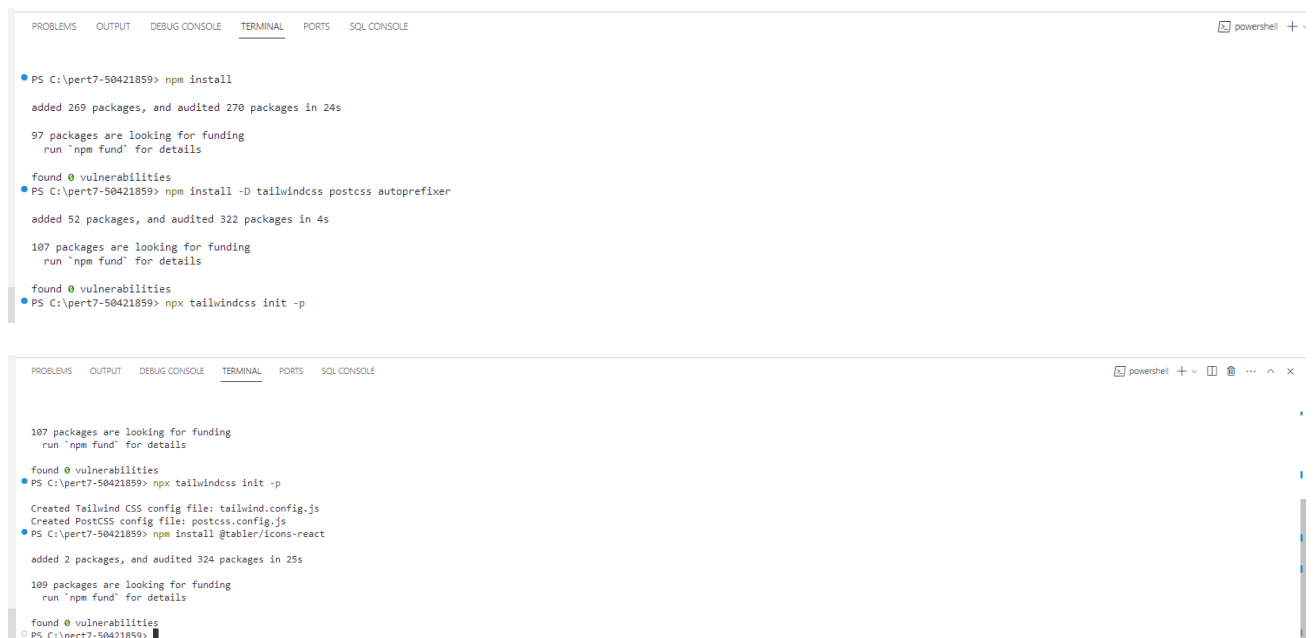 PROBLEMS OUTPUT DEBUG CONSOLE TERMINAL PORTS SQL CONSOLE powershell
PS C:\pert7-50421859> npm install
added 269 packages, and audited 270 packages in 24s
97 packages are looking for funding
run `npm fund` for details
found 0 vulnerabilities
PS C:\pert7-50421859> npm install -D tailwindcss postcss autoprefixer
added 52 packages, and audited 322 packages in 4s
107 packages are looking for funding
run `npm fund` for details
found 0 vulnerabilities
PS C:\pert7-50421859> npx tailwindcss init -p
PROBLEMS OUTPUT DEBUG CONSOLE TERMINAL PORTS SQL CONSOLE powershell
107 packages are looking for funding
run `npm fund` for details
found 0 vulnerabilities
PS C:\pert7-50421859> npx tailwindcss init -p
Created Tailwind CSS config file: tailwind.config.js
Created PostCSS config file: postcss.config.js
PS C:\pert7-50421859> npm install @tabler/icons-react
added 2 packages, and audited 324 packages in 25s
109 packages are looking for funding
run `npm fund` for details
found 0 vulnerabilities
PS C:\pert7-50421859>